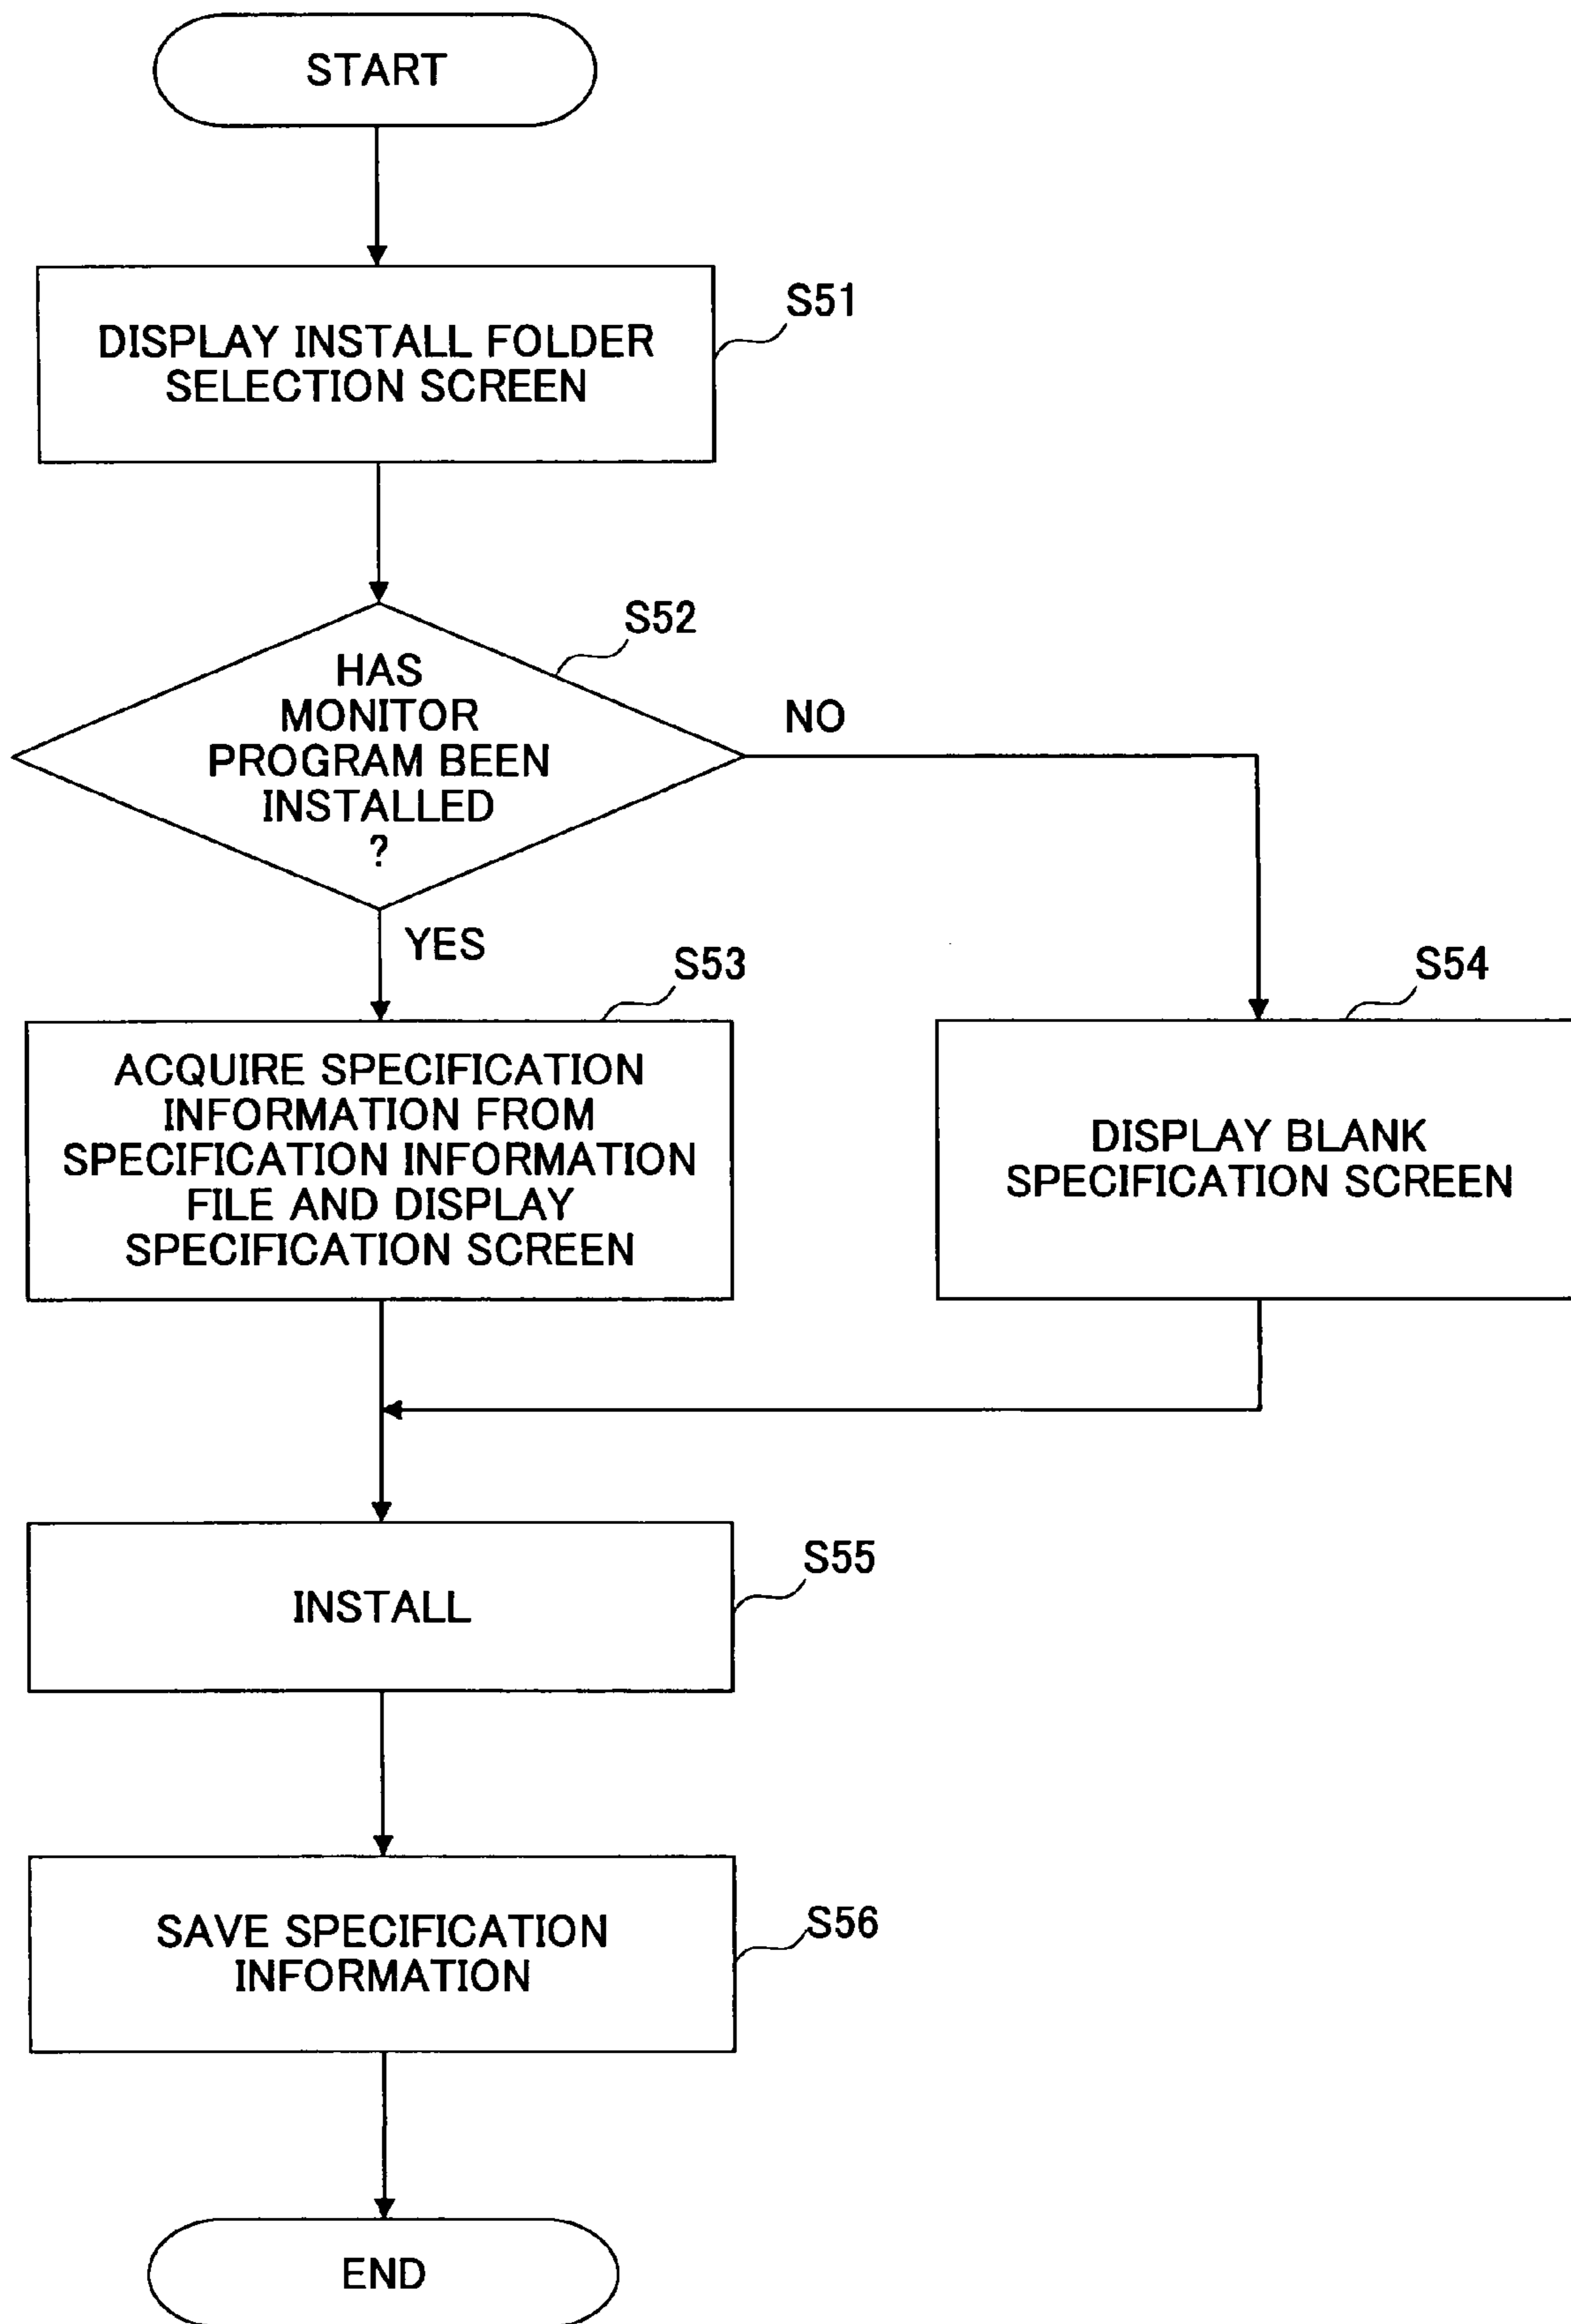 START
S51
DISPLAY INSTALL FOLDER
SELECTION SCREEN
S52
HAS
MONITOR
PROGRAM BEEN
INSTALLED
?
NO
YES
S53
ACQUIRE SPECIFICATION
INFORMATION FROM
SPECIFICATION INFORMATION
FILE AND DISPLAY
SPECIFICATION SCREEN
S54
DISPLAY BLANK
SPECIFICATION SCREEN
S55
INSTALL
S56
SAVE SPECIFICATION
INFORMATION
END